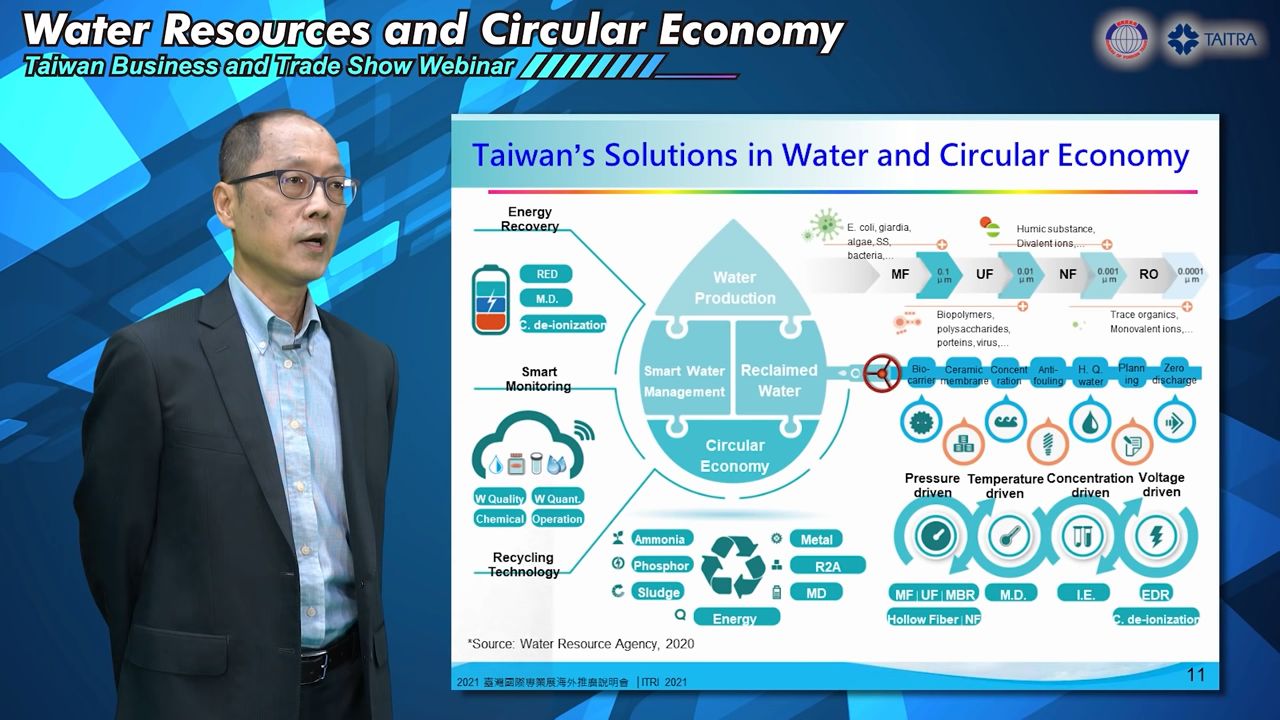 Water Resources and Circular Economy
Taiwan Business and Trade Show Webinar
TAITRA
Taiwan's Solutions in Water and Circular Economy
Energy
Recovery
RED
M.D.
C. de-ionization
Smart
Monitoring
W Quality
W Quant.
Chemical
Operation
Recycling
Technology
Water
Production
Smart Water
Management
Reclaimed
Water
Circular
Economy
E. coli, giardia,
algae, SS,
bacteria,...
Humic substance,
Divalent ions,...
MF
0.1
μm
UF
0.01
μm
NF
0.001
μm
RO
0.0001
μm
Biopolymers,
polysaccharides,
porteins, virus,...
Trace organics,
Monovalent ions,...
Bio-
carrier
Ceramic
membrane
Concent
ration
Anti-
fouling
H. Q.
water
Plann
ing
Zero
discharge
Pressure
driven
Temperature
driven
Concentration
driven
Voltage
driven
MF | UF | MBR
Hollow Fiber | NF
M.D.
I.E.
EDR
C. de-ionization
Ammonia
Phosphor
Sludge
Energy
Metal
R2A
MD
*Source: Water Resource Agency, 2020
2021 臺灣國際專業展海外推廣說明會 | ITRI 2021
11